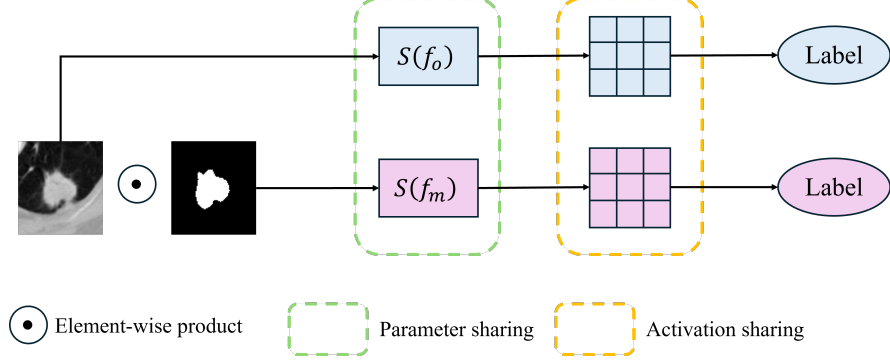 S(f_o)
Label
S(f_m)
Label
Element-wise product
Parameter sharing
Activation sharing